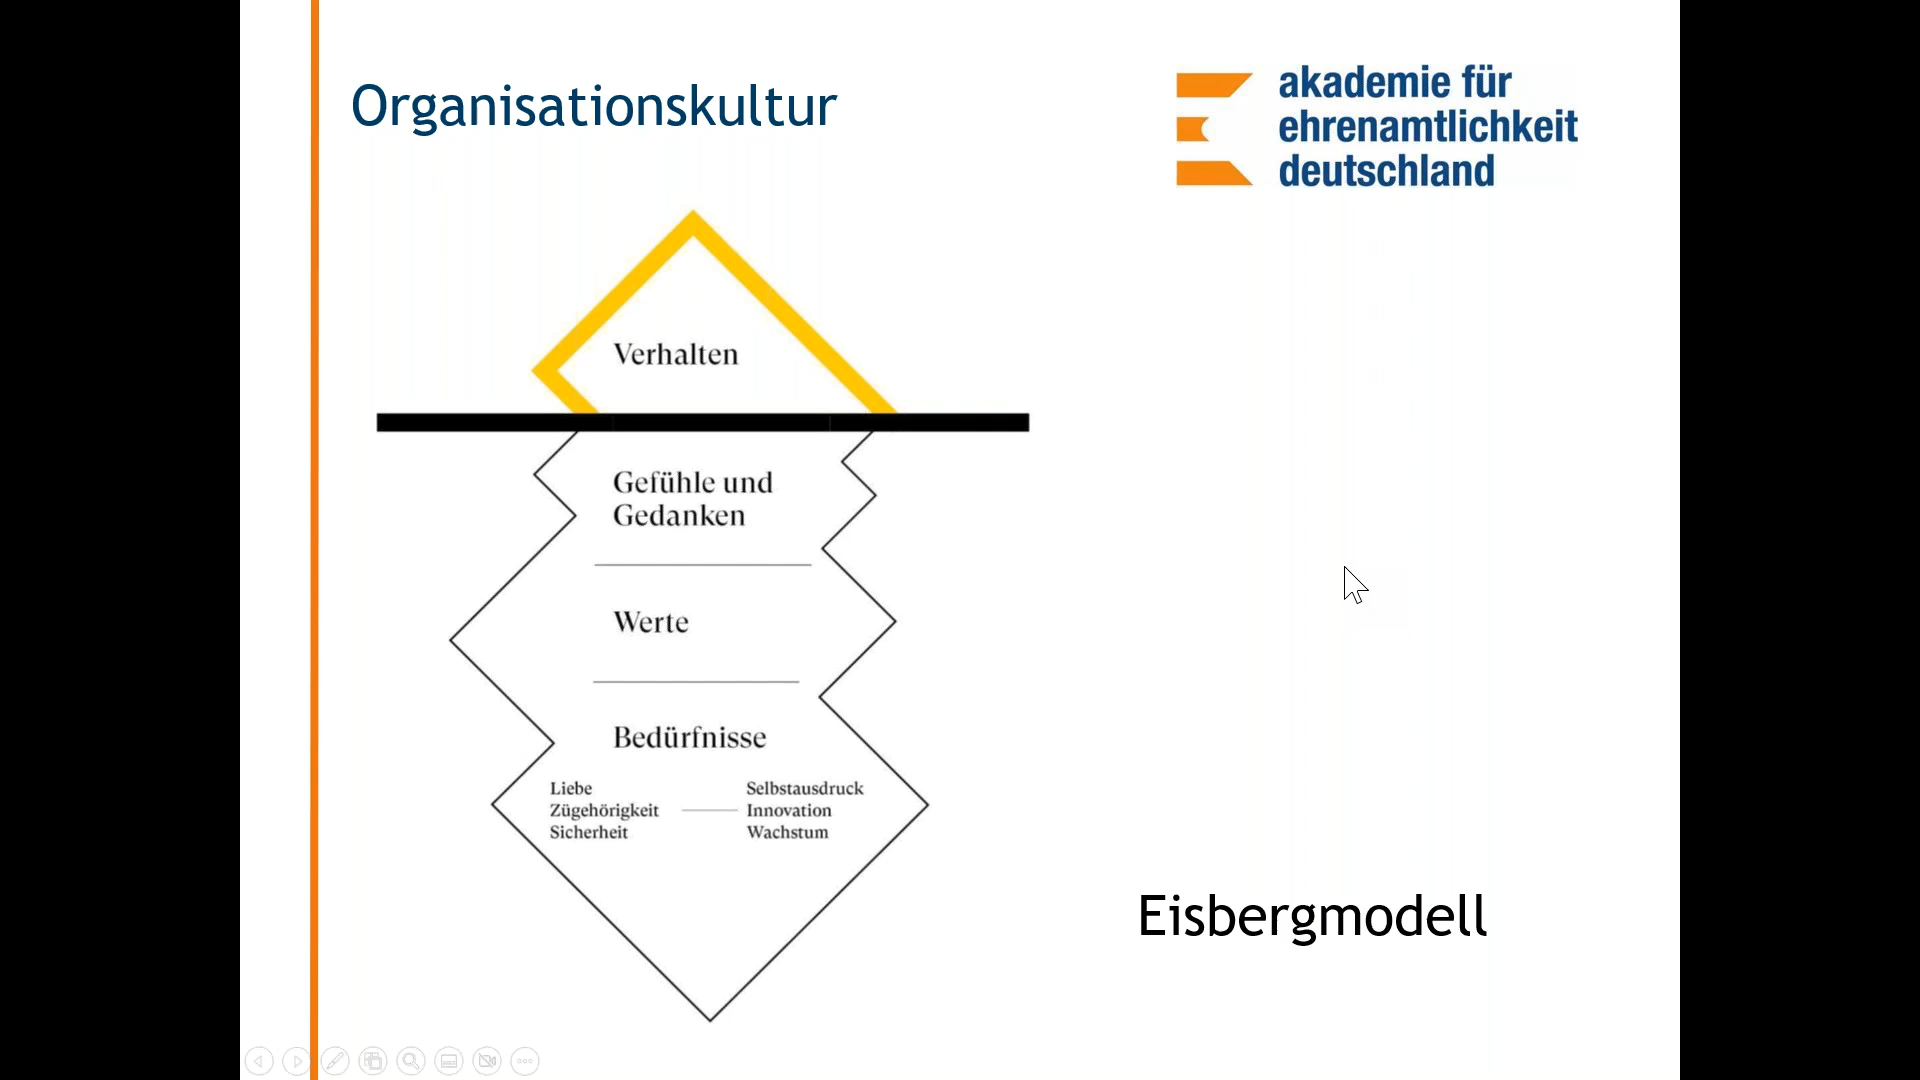 Organisationskultur
akademie für
ehrenamtlichkeit
deutschland
Verhalten
Gefühle und
Gedanken
Werte
Bedürfnisse
Liebe
Zügehörigkeit
Sicherheit
Selbstausdruck
Innovation
Wachstum
Eisbergmodell